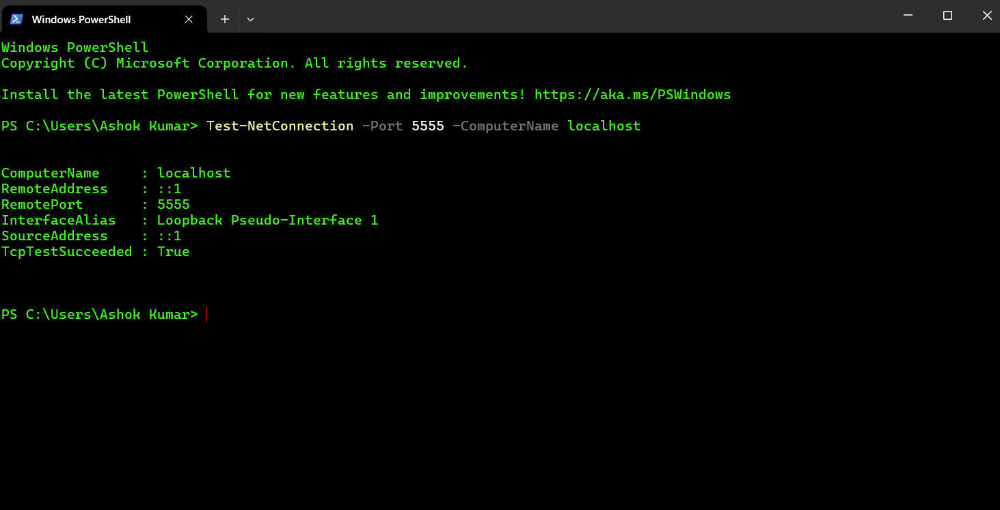 Windows PowerShell
Windows PowerShell
Copyright (C) Microsoft Corporation. All rights reserved.
Install the latest PowerShell for new features and improvements! https://aka.ms/PSWindows
PS C:\Users\Ashok Kumar> Test-NetConnection -Port 5555 -ComputerName localhost
ComputerName     : localhost
RemoteAddress    : ::1
RemotePort       : 5555
InterfaceAlias   : Loopback Pseudo-Interface 1
SourceAddress    : ::1
TcpTestSucceeded : True
PS C:\Users\Ashok Kumar>